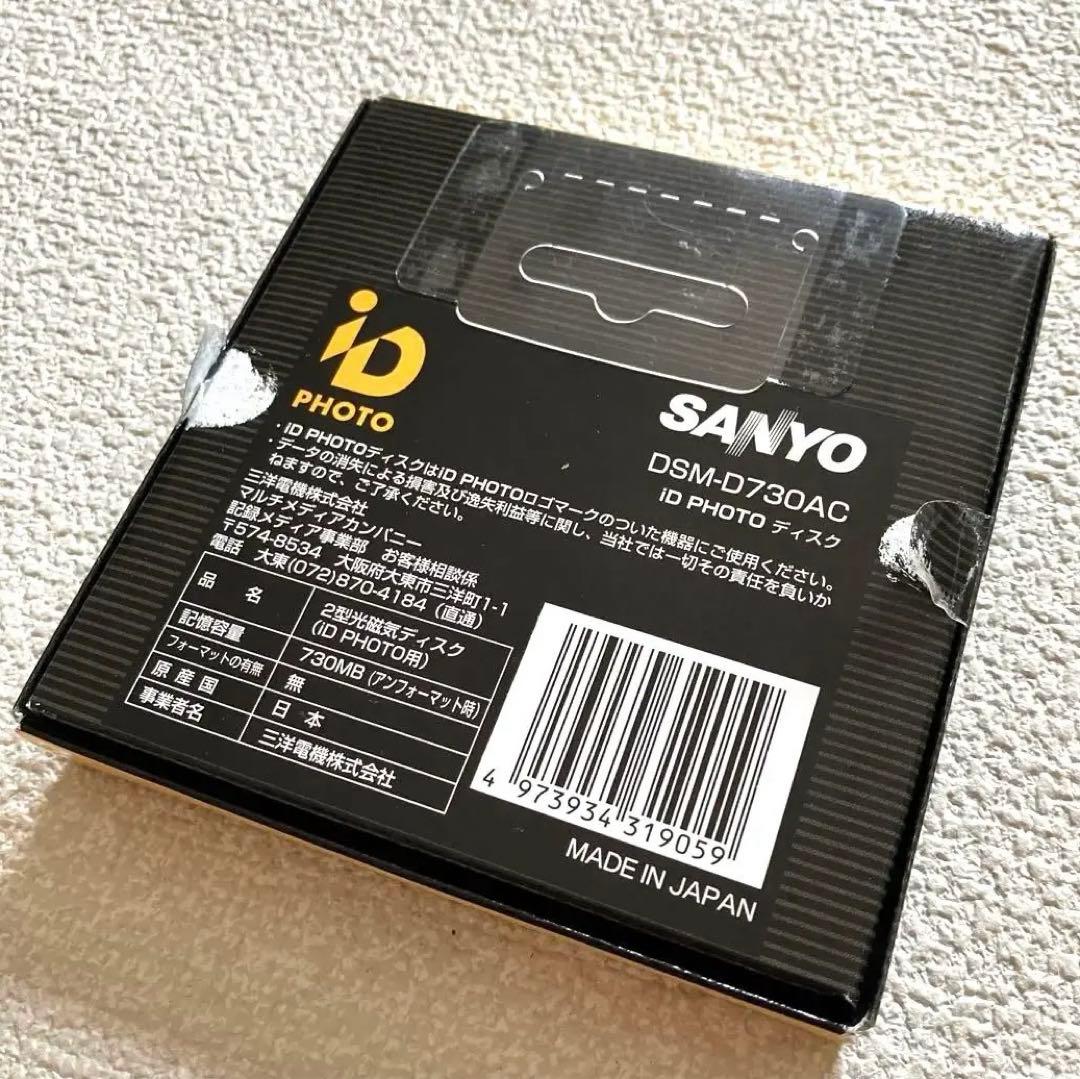 iD
PHOTO
SANYO
DSM-D730AC
iD PHOTO ディスク
・iD PHOTOディスクはiD PHOTOロゴマークのついた機器にご使用ください。
・データの消失による損害及び逸失利益等に関し、当社では一切その責任を負いか
ねますので、ご了承ください。
三洋電機株式会社
マルチメディアカンパニー
記録メディア事業部 お客様相談係
〒574-8534 大阪府大東市三洋町1-1
電話 大東(072)870-4184(直通)
品名 2型光磁気ディスク
(iD PHOTO用)
記憶容量 730MB(アンフォーマット時)
フォーマットの有無 無
原産国 日本
事業者名 三洋電機株式会社
4 973934 319059
MADE IN JAPAN